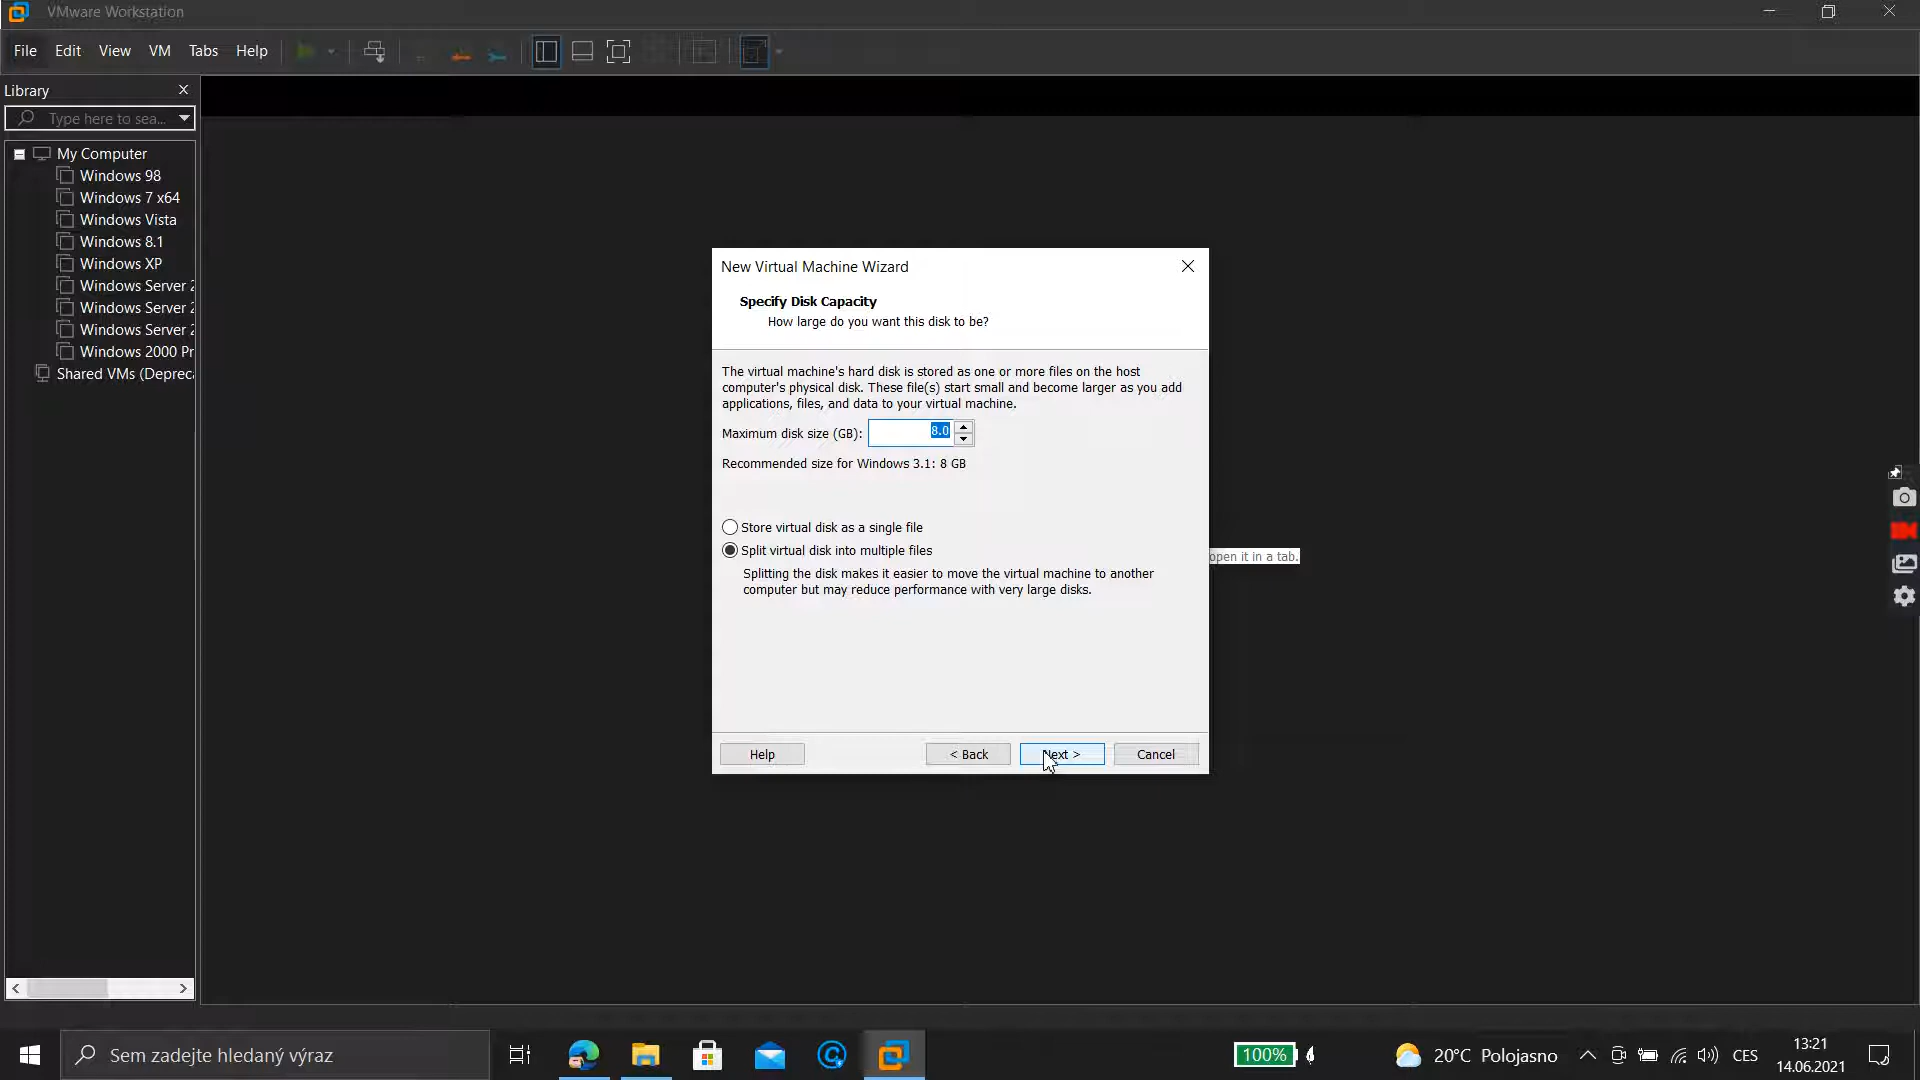 VMware Workstation
File Edit View VM Tabs Help
Library
Type here to sea...
My Computer
Windows 98
Windows 7 x64
Windows Vista
Windows 8.1
Windows XP
Windows Server 2
Windows Server 2
Windows Server 2
Windows 2000 Pr
Shared VMs (Depreca
New Virtual Machine Wizard
Specify Disk Capacity
How large do you want this disk to be?
The virtual machine's hard disk is stored as one or more files on the host
computer's physical disk. These file(s) start small and become larger as you add
applications, files, and data to your virtual machine.
Maximum disk size (GB): 8.0
Recommended size for Windows 3.1: 8 GB
Store virtual disk as a single file
Split virtual disk into multiple files
open it in a tab.
Splitting the disk makes it easier to move the virtual machine to another
computer but may reduce performance with very large disks.
Help < Back Next > Cancel
Sem zadejte hledaný výraz
100%
20°C Polojasno
CES
13:21
14.06.2021